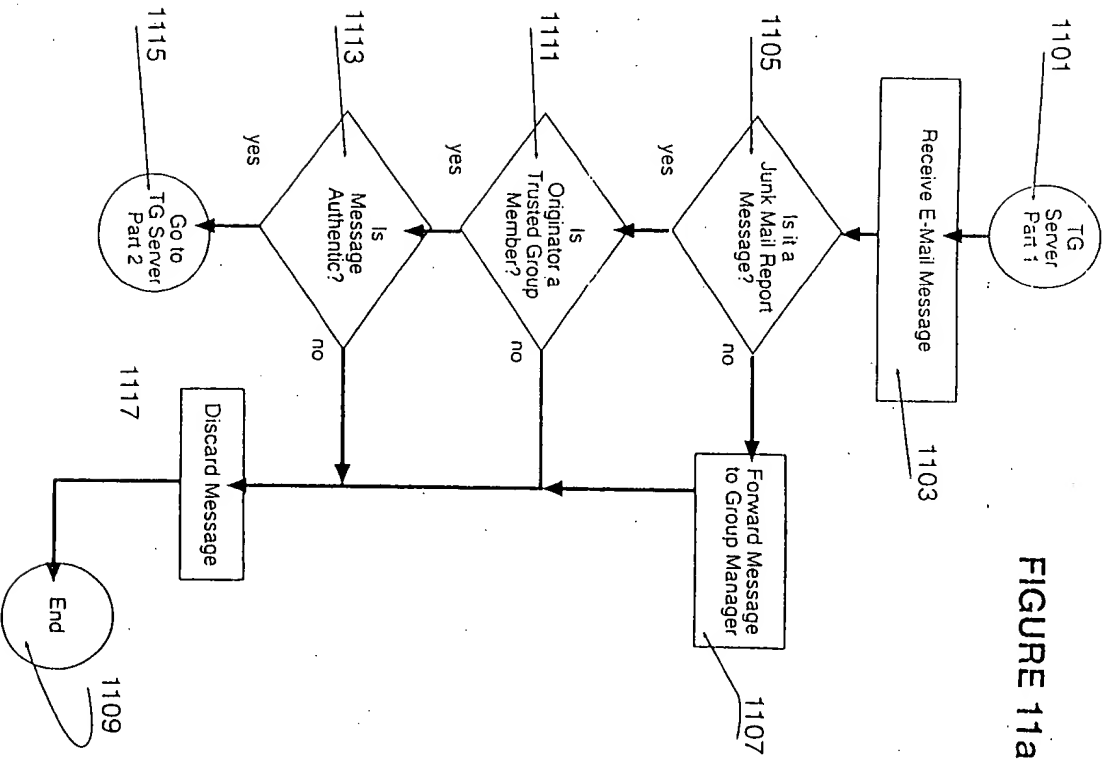 FIGURE 11a
1101
TG
Server
Part 1
Receive E-Mail Message
1103
1105
Is it a
Junk Mail Report
Message?
no
yes
Forward Message
to Group Manager
1107
1111
Is
Originator a
Trusted Group
Member?
no
yes
1113
Is
Message
Authentic?
no
yes
1115
Go to
TG Server
Part 2
1117
Discard Message
End
1109